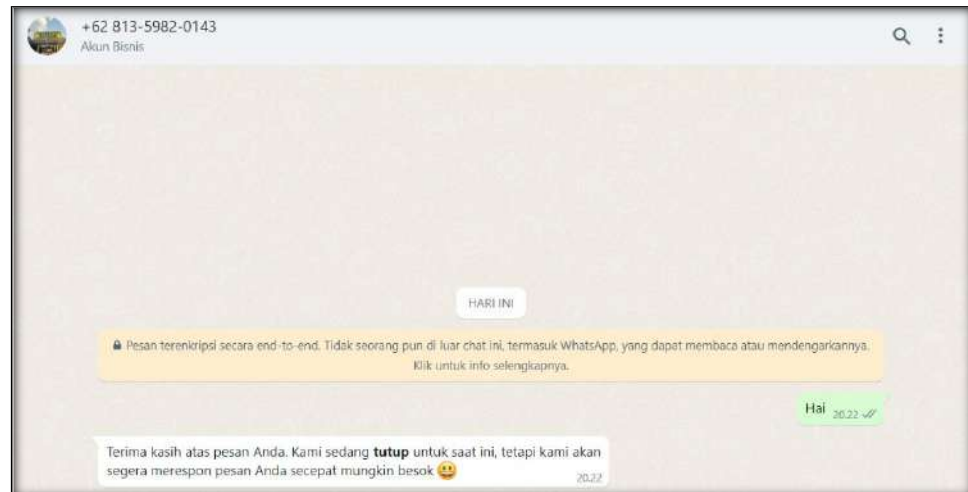 +62 813-5982-0143
Akun Bisnis
HARI INI
Pesan terenkripsi secara end-to-end. Tidak seorang pun di luar chat ini, termasuk WhatsApp, yang dapat membaca atau mendengarkannya.
Klik untuk info selengkapnya.
Hai 20.22
Terima kasih atas pesan Anda. Kami sedang tutup untuk saat ini, tetapi kami akan
segera merespon pesan Anda secepat mungkin besok 😃
20.22